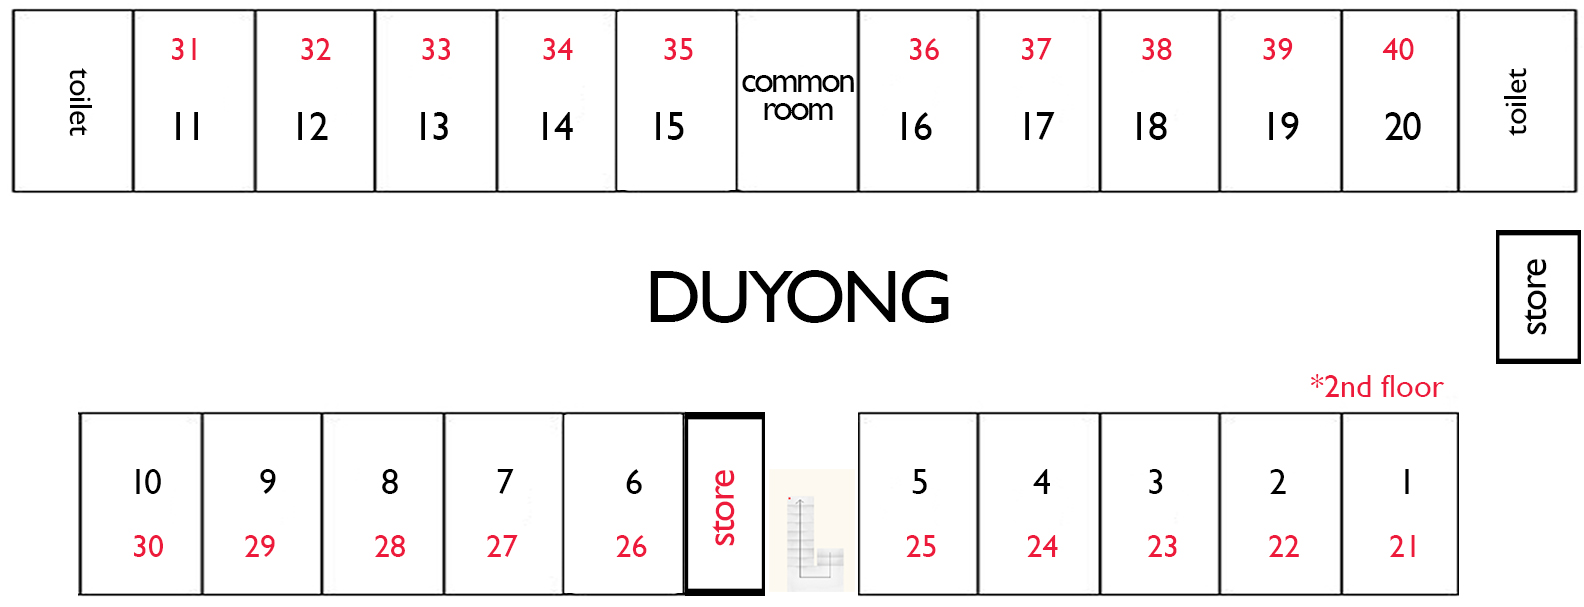 31 32 33 34 35 36 37 38 39 40
toilet
common
room
toilet
11 12 13 14 15 16 17 18 19 20
DUYONG
store
*2nd floor
10 9 8 7 6 5 4 3 2 1
store
30 29 28 27 26 25 24 23 22 21